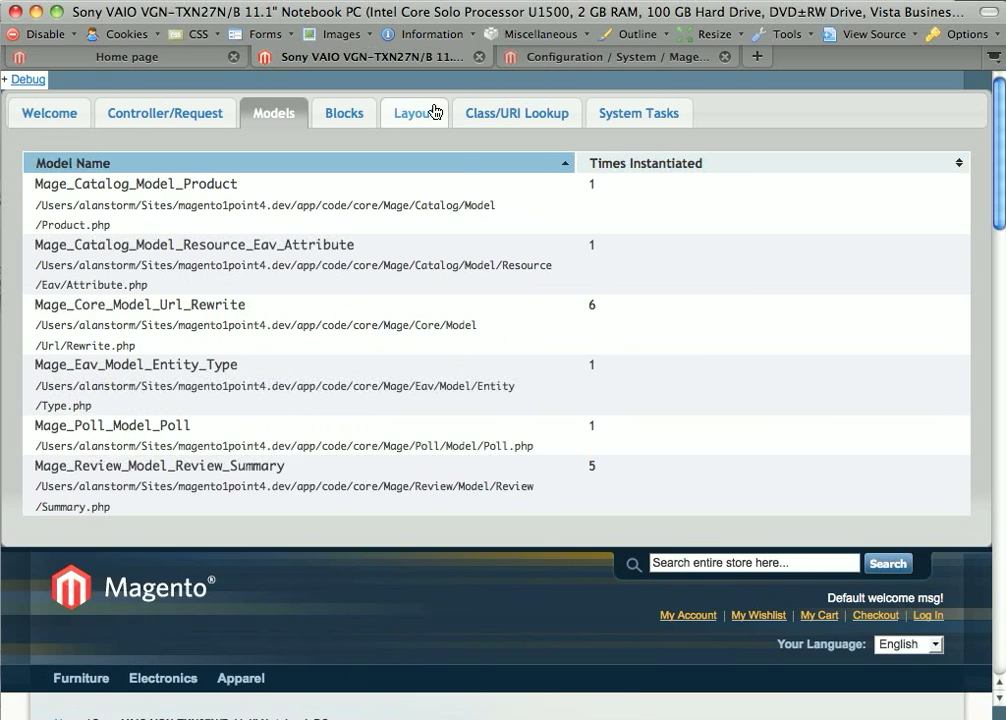 Sony VAIO VGN-TXN27N/B 11.1" Notebook PC (Intel Core Solo Processor U1500, 2 GB RAM, 100 GB Hard Drive, DVD±RW Drive, Vista Busines...
Disable Cookies CSS Forms Images Information Miscellaneous Outline Resize Tools View Source Options
Home page Sony VAIO VGN-TXN27N/B 11.... Configuration / System / Mage... +
+ Debug
Welcome Controller/Request Models Blocks Layout Class/URI Lookup System Tasks
Model Name Times Instantiated
Mage_Catalog_Model_Product 1
/Users/alanstorm/Sites/magento1point4.dev/app/code/core/Mage/Catalog/Model
/Product.php
Mage_Catalog_Model_Resource_Eav_Attribute 1
/Users/alanstorm/Sites/magento1point4.dev/app/code/core/Mage/Catalog/Model/Resource
/Eav/Attribute.php
Mage_Core_Model_Url_Rewrite 6
/Users/alanstorm/Sites/magento1point4.dev/app/code/core/Mage/Core/Model
/Url/Rewrite.php
Mage_Eav_Model_Entity_Type 1
/Users/alanstorm/Sites/magento1point4.dev/app/code/core/Mage/Eav/Model/Entity
/Type.php
Mage_Poll_Model_Poll 1
/Users/alanstorm/Sites/magento1point4.dev/app/code/core/Mage/Poll/Model/Poll.php
Mage_Review_Model_Review_Summary 5
/Users/alanstorm/Sites/magento1point4.dev/app/code/core/Mage/Review/Model/Review
/Summary.php
Search entire store here... Search
Magento®
Default welcome msg!
My Account | My Wishlist | My Cart | Checkout | Log In
Your Language: English
Furniture Electronics Apparel